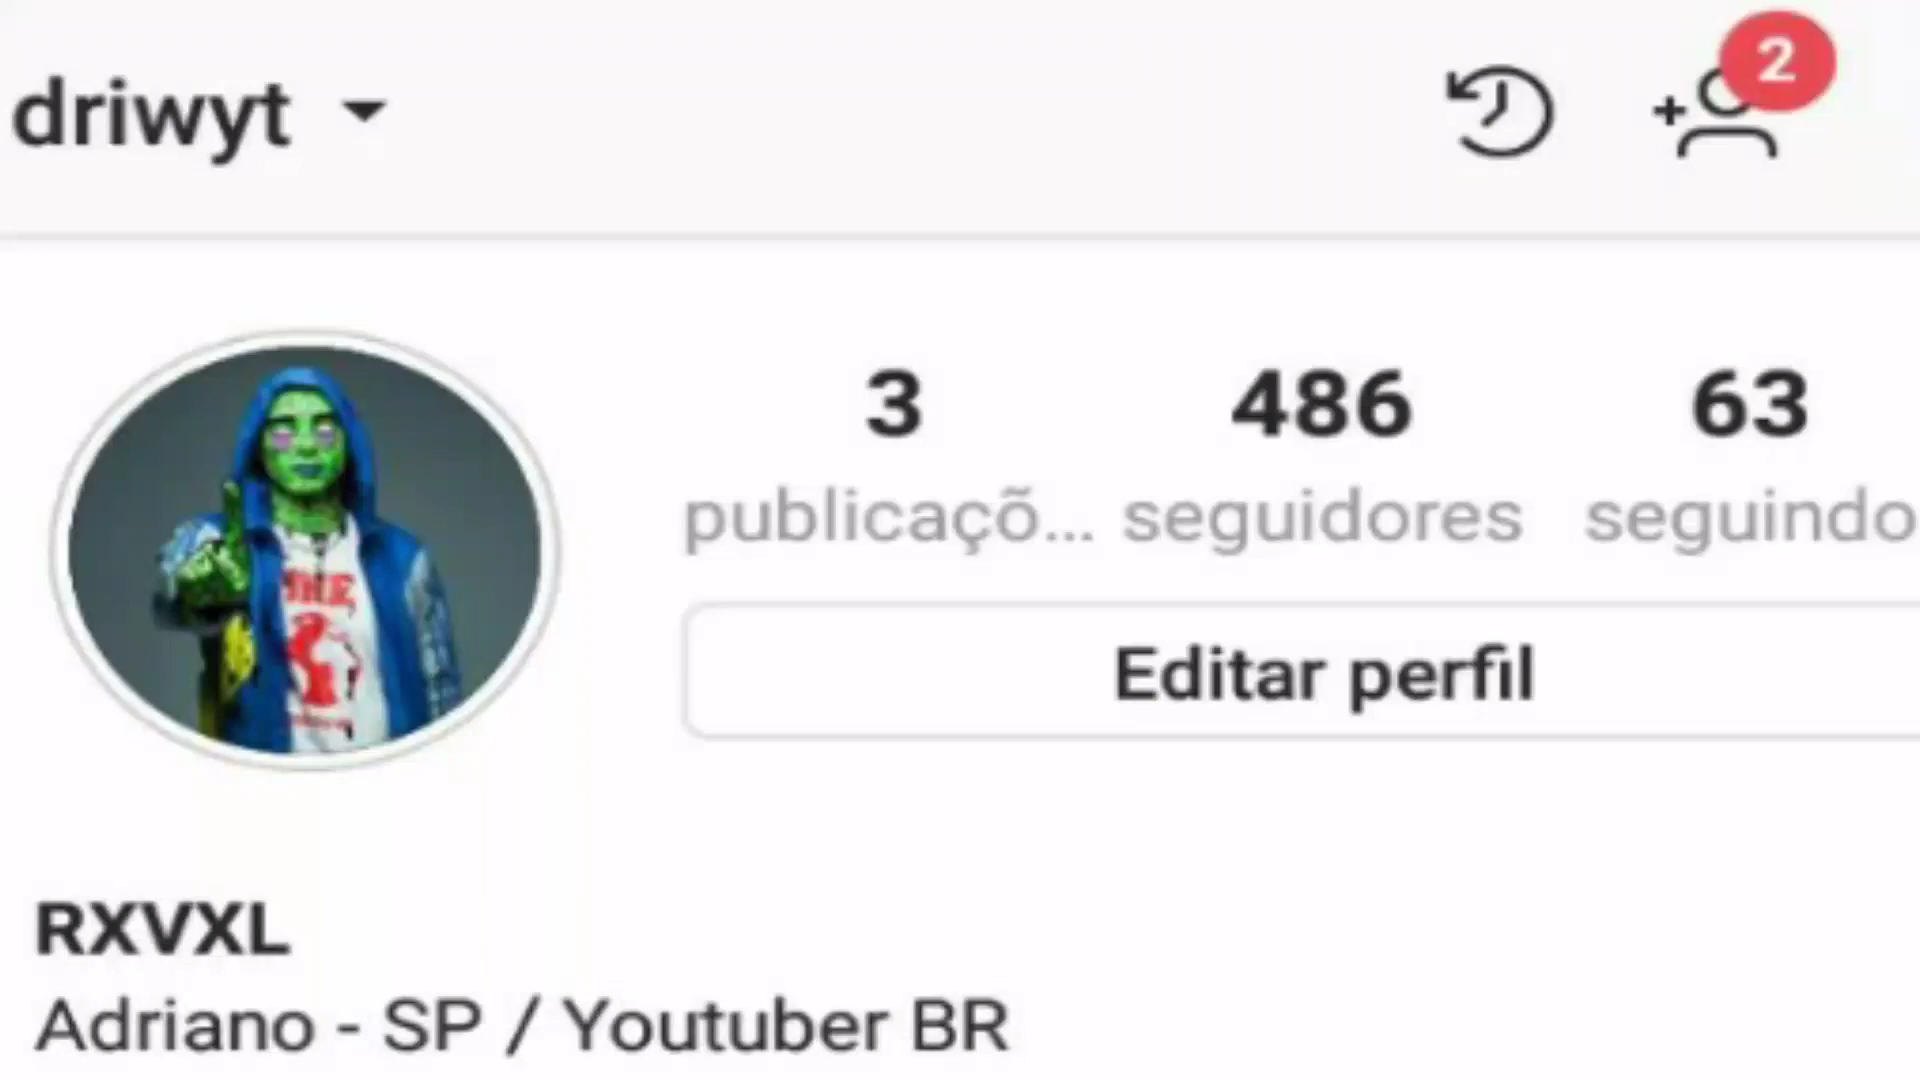 driwyt
2
3 486 63
publicaçõ... seguidores seguindo
Editar perfil
RXVXL
Adriano - SP / Youtuber BR